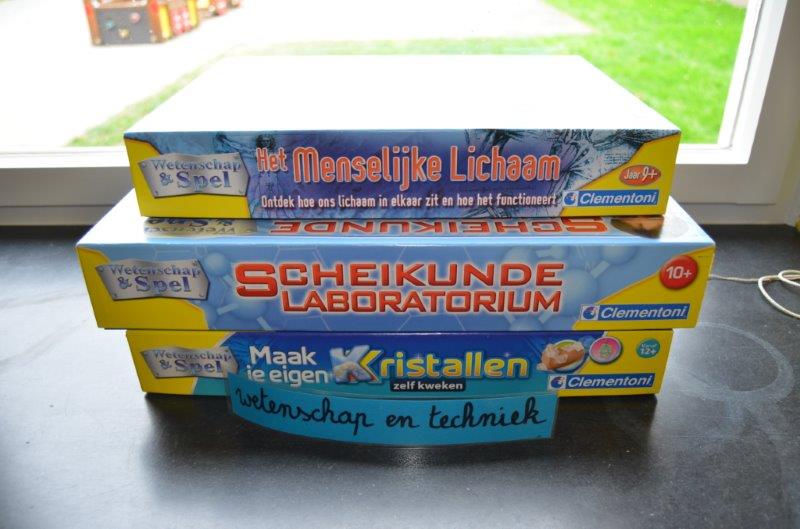 Wetenschap
& Spel
Het Menselijke Lichaam
Ontdek hoe ons lichaam in elkaar zit en hoe het functioneert
Jaar 9+
Clementoni
SCHEIKUNDE
Wetenschap
& Spel
SCHEIKUNDE
LABORATORIUM
10+
Clementoni
Wetenschap
& Spel
Maak
je eigen Kristallen
zelf kweken
Vanaf
12+
Clementoni
wetenschap en techniek